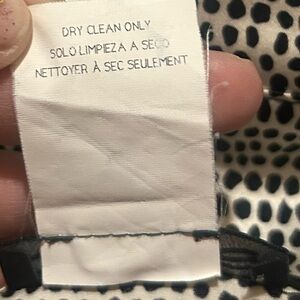 DRY CLEAN ONLY
SOLO LIMPIEZA A SECO
NETTOYER À SEC SEULEMENT